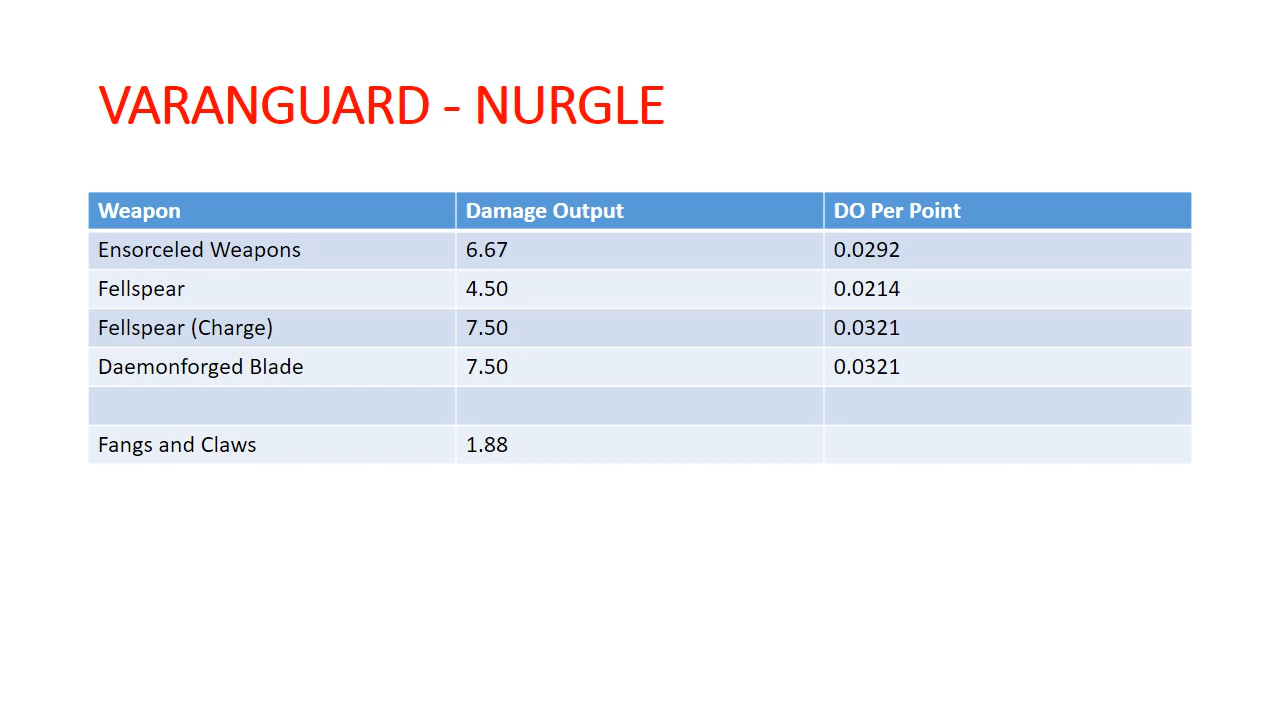 VARANGUARD - NURGLE
Weapon Damage Output DO Per Point
Ensorceled Weapons 6.67 0.0292
Fellspear 4.50 0.0214
Fellspear (Charge) 7.50 0.0321
Daemonforged Blade 7.50 0.0321
Fangs and Claws 1.88